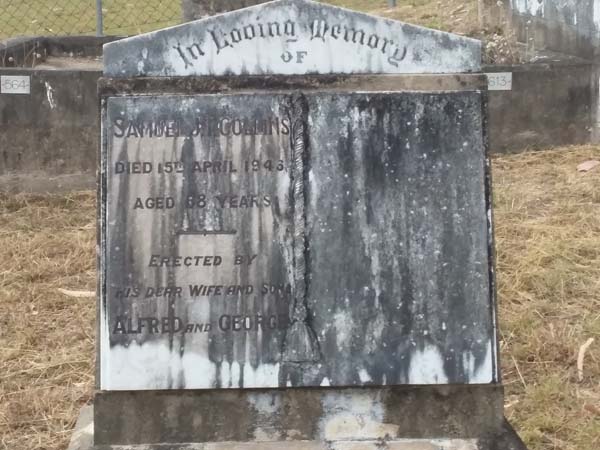 In Loving Memory
OF
564
613
SAMUEL J. COLLINS
DIED 15TH APRIL 1943
AGED 68 YEARS
ERECTED BY
HIS DEAR WIFE AND SONS
ALFRED AND GEORGE